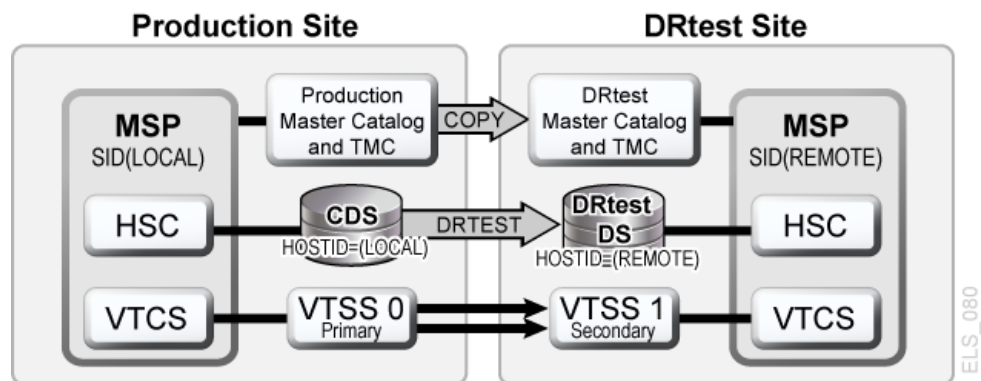 Production Site
DRtest Site
MSP
SID(LOCAL)
Production
Master Catalog
and TMC
COPY
DRtest
Master Catalog
and TMC
MSP
SID(REMOTE)
HSC
CDS
HOSTID=(LOCAL)
DRTEST
DRtest
DS
HOSTID=(REMOTE)
HSC
VTCS
VTSS 0
Primary
VTSS 1
Secondary
VTCS
ELS_080